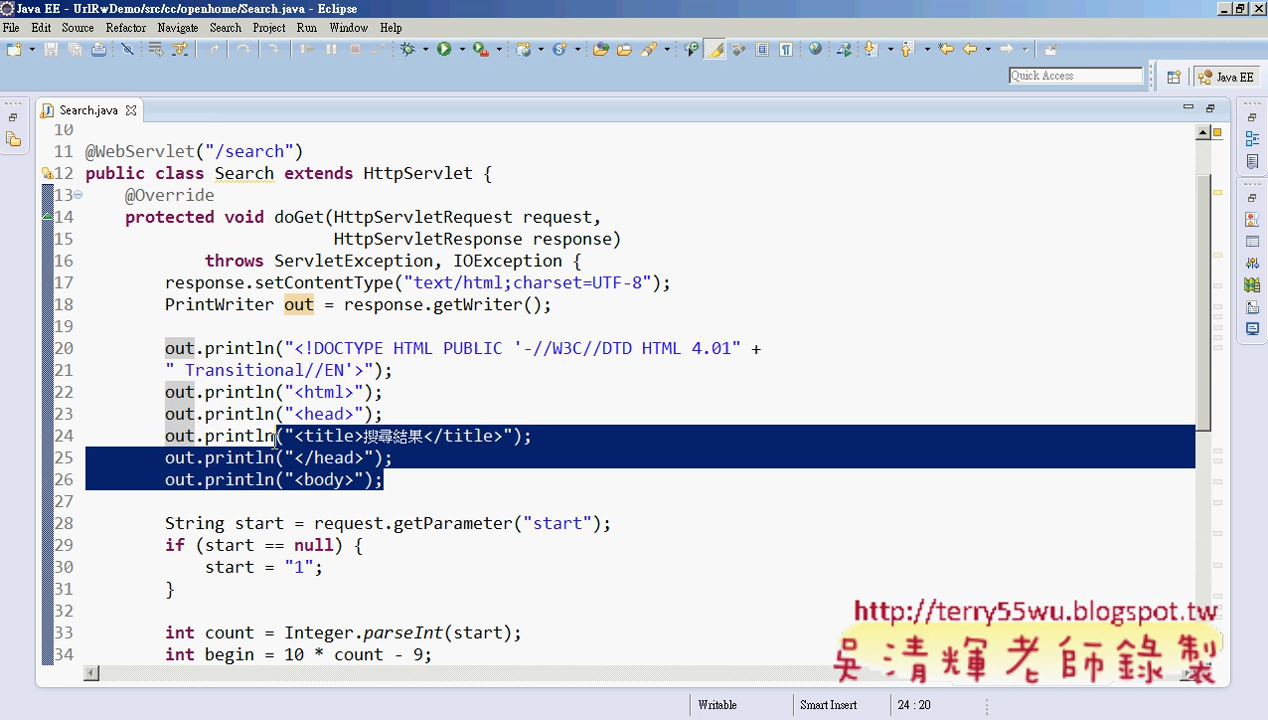 Java EE - UrlRwDemo/src/cc/openhome/Search.java - Eclipse
File Edit Source Refactor Navigate Search Project Run Window Help
Quick Access
Java EE
Search.java
10
11 @WebServlet("/search")
12 public class Search extends HttpServlet {
13 @Override
14 protected void doGet(HttpServletRequest request,
15 HttpServletResponse response)
16 throws ServletException, IOException {
17 response.setContentType("text/html;charset=UTF-8");
18 PrintWriter out = response.getWriter();
19
20 out.println("<!DOCTYPE HTML PUBLIC '-//W3C//DTD HTML 4.01" +
21 " Transitional//EN'>");
22 out.println("<html>");
23 out.println("<head>");
24 out.println("<title>搜尋結果</title>");
25 out.println("</head>");
26 out.println("<body>");
27
28 String start = request.getParameter("start");
29 if (start == null) {
30 start = "1";
31 }
32
33 int count = Integer.parseInt(start);
34 int begin = 10 * count - 9;
http://terry55wu.blogspot.tw
吳清輝老師錄製
Writable Smart Insert 24 : 20